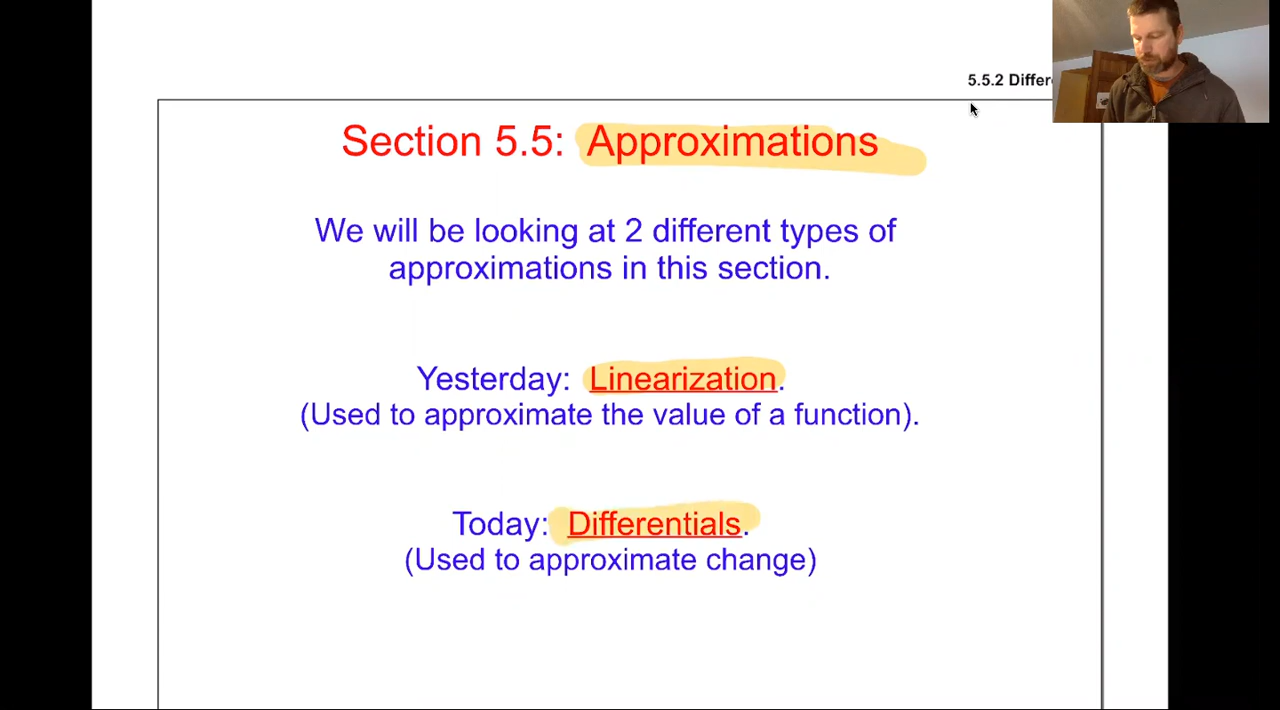 5.5.2
Section 5.5: Approximations
We will be looking at 2 different types of
approximations in this section.
Yesterday: Linearization.
(Used to approximate the value of a function).
Today: Differentials.
(Used to approximate change)